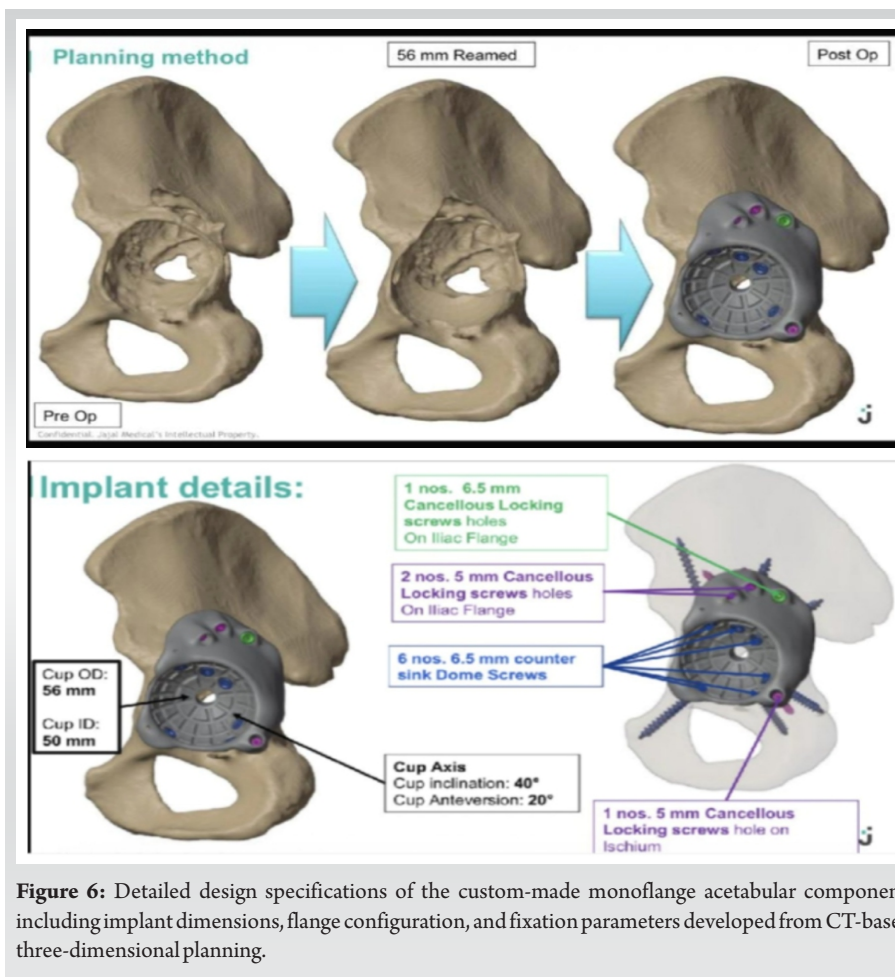 Planning method
56 mm Reamed
Post Op
Pre Op
Confidential. Jajal Medical's Intellectual Property.
Implant details:
1 nos. 6.5 mm
Cancellous Locking
screws holes
On Iliac Flange
2 nos. 5 mm Cancellous
Locking screws holes
On Iliac Flange
6 nos. 6.5 mm counter
sink Dome Screws
Cup OD:
56 mm
Cup ID:
50 mm
Cup Axis
Cup inclination: 40°
Cup Anteversion: 20°
1 nos. 5 mm Cancellous
Locking screws hole on
Ischium
Figure 6: Detailed design specifications of the custom-made monoflange acetabular componen
including implant dimensions, flange configuration, and fixation parameters developed from CT-base
three-dimensional planning.